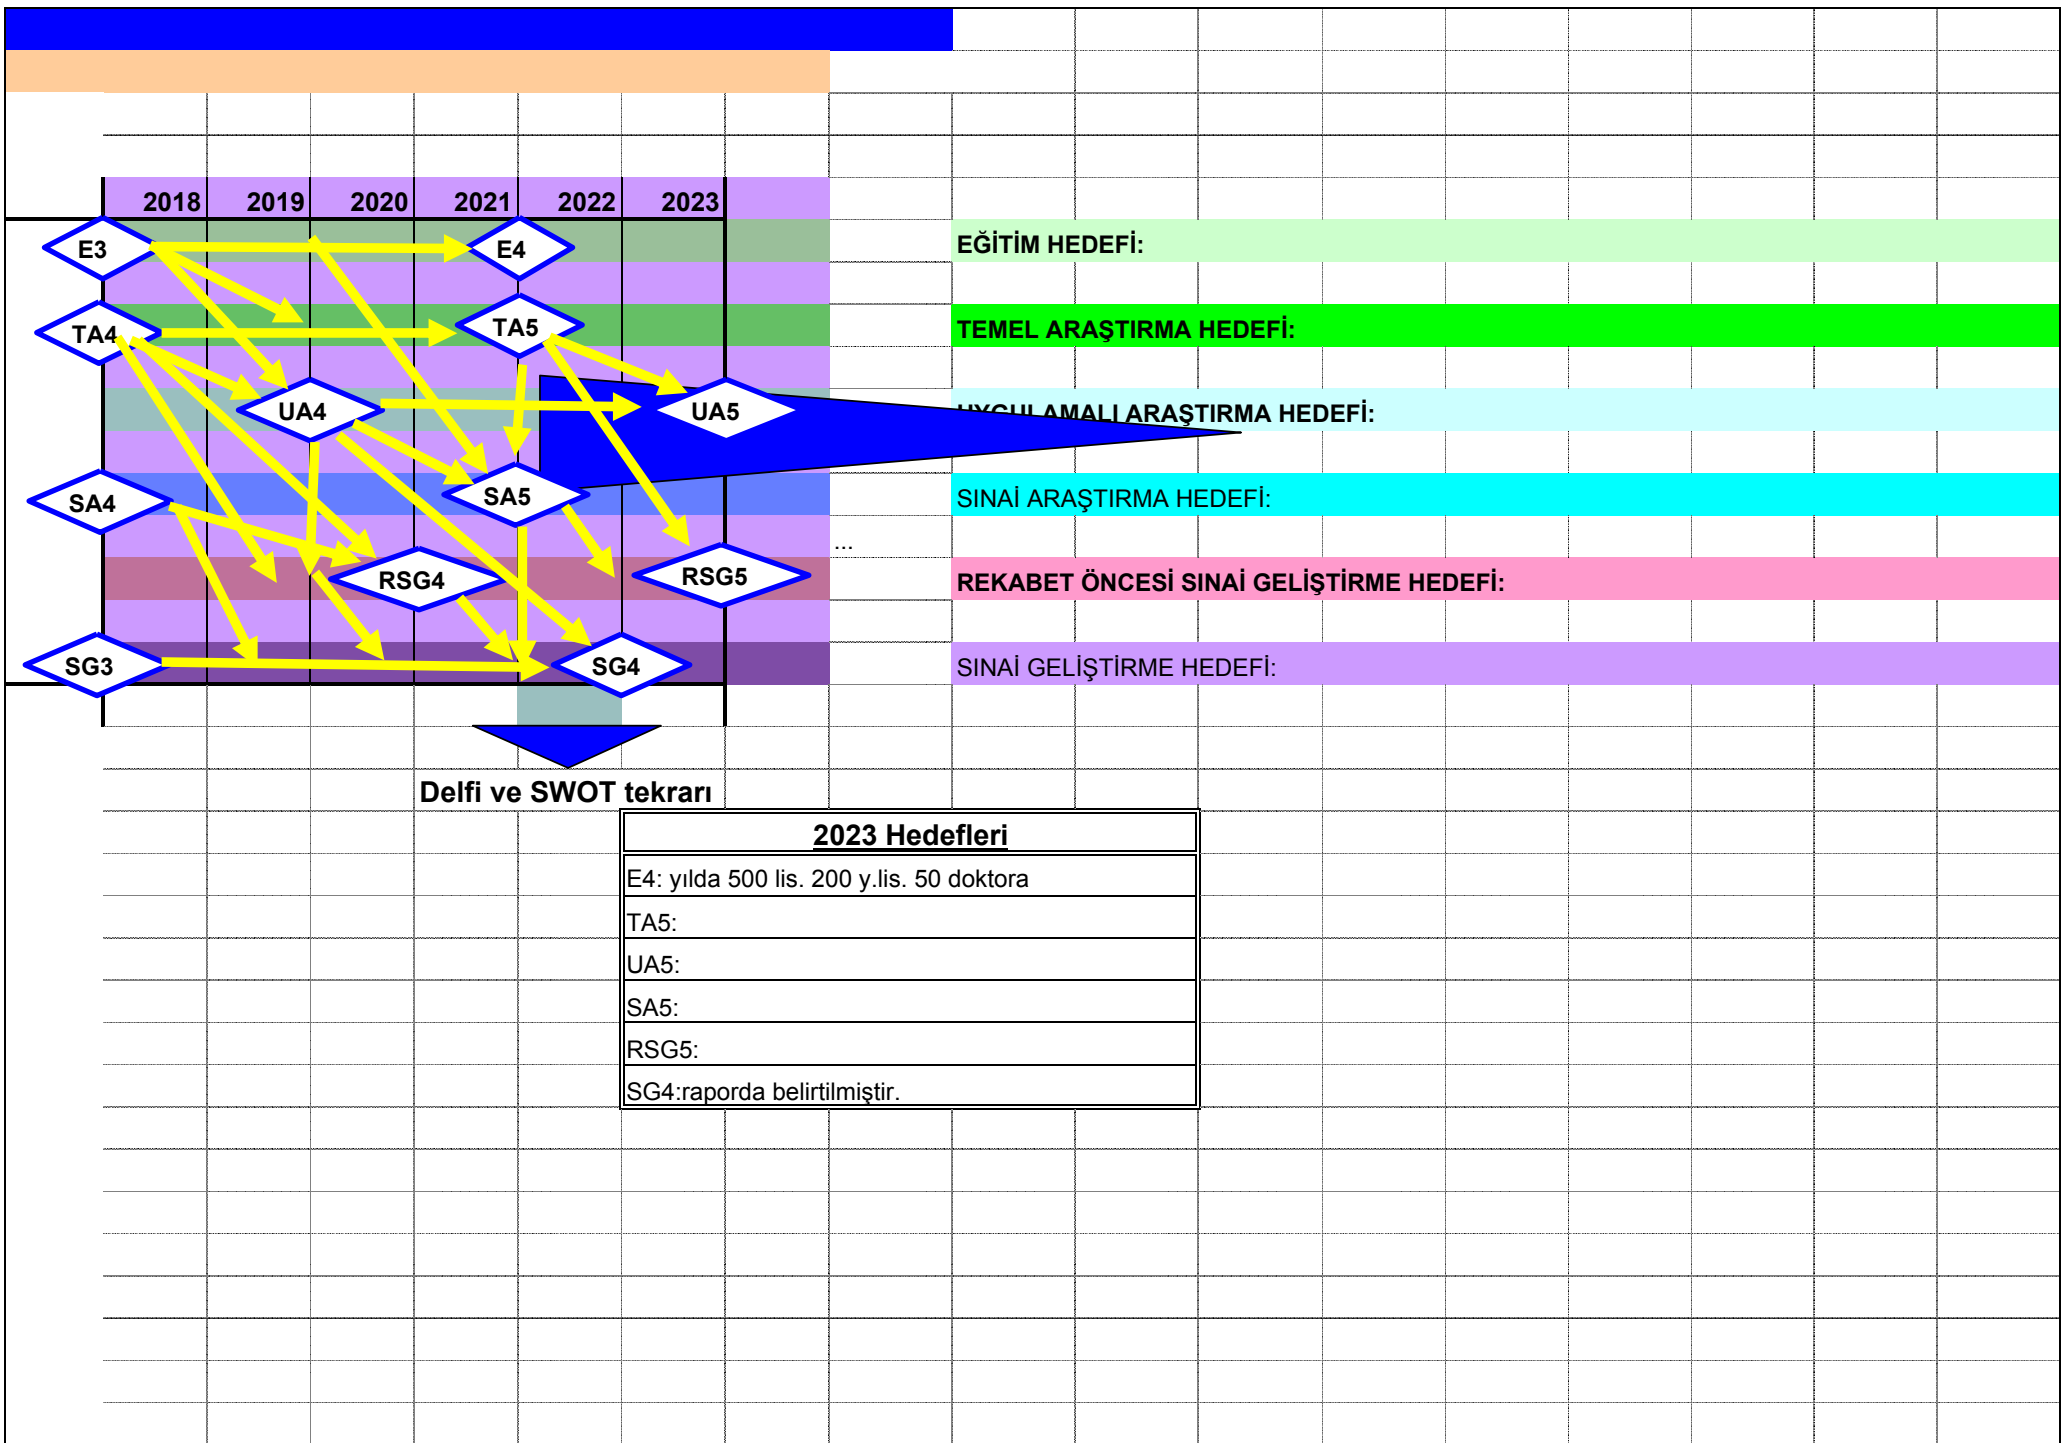 2018 2019 2020 2021 2022 2023
E3 E4 EĞİTİM HEDEFİ:
TA4 TA5 TEMEL ARAŞTIRMA HEDEFİ:
UA4 UA5 UYGULAMALI ARAŞTIRMA HEDEFİ:
SA4 SA5 SINAİ ARAŞTIRMA HEDEFİ:
...
RSG4 RSG5 REKABET ÖNCESİ SINAİ GELİŞTİRME HEDEFİ:
SG3 SG4 SINAİ GELİŞTİRME HEDEFİ:
Delfi ve SWOT tekrarı
2023 Hedefleri
E4: yılda 500 lis. 200 y.lis. 50 doktora
TA5:
UA5:
SA5:
RSG5:
SG4:raporda belirtilmiştir.